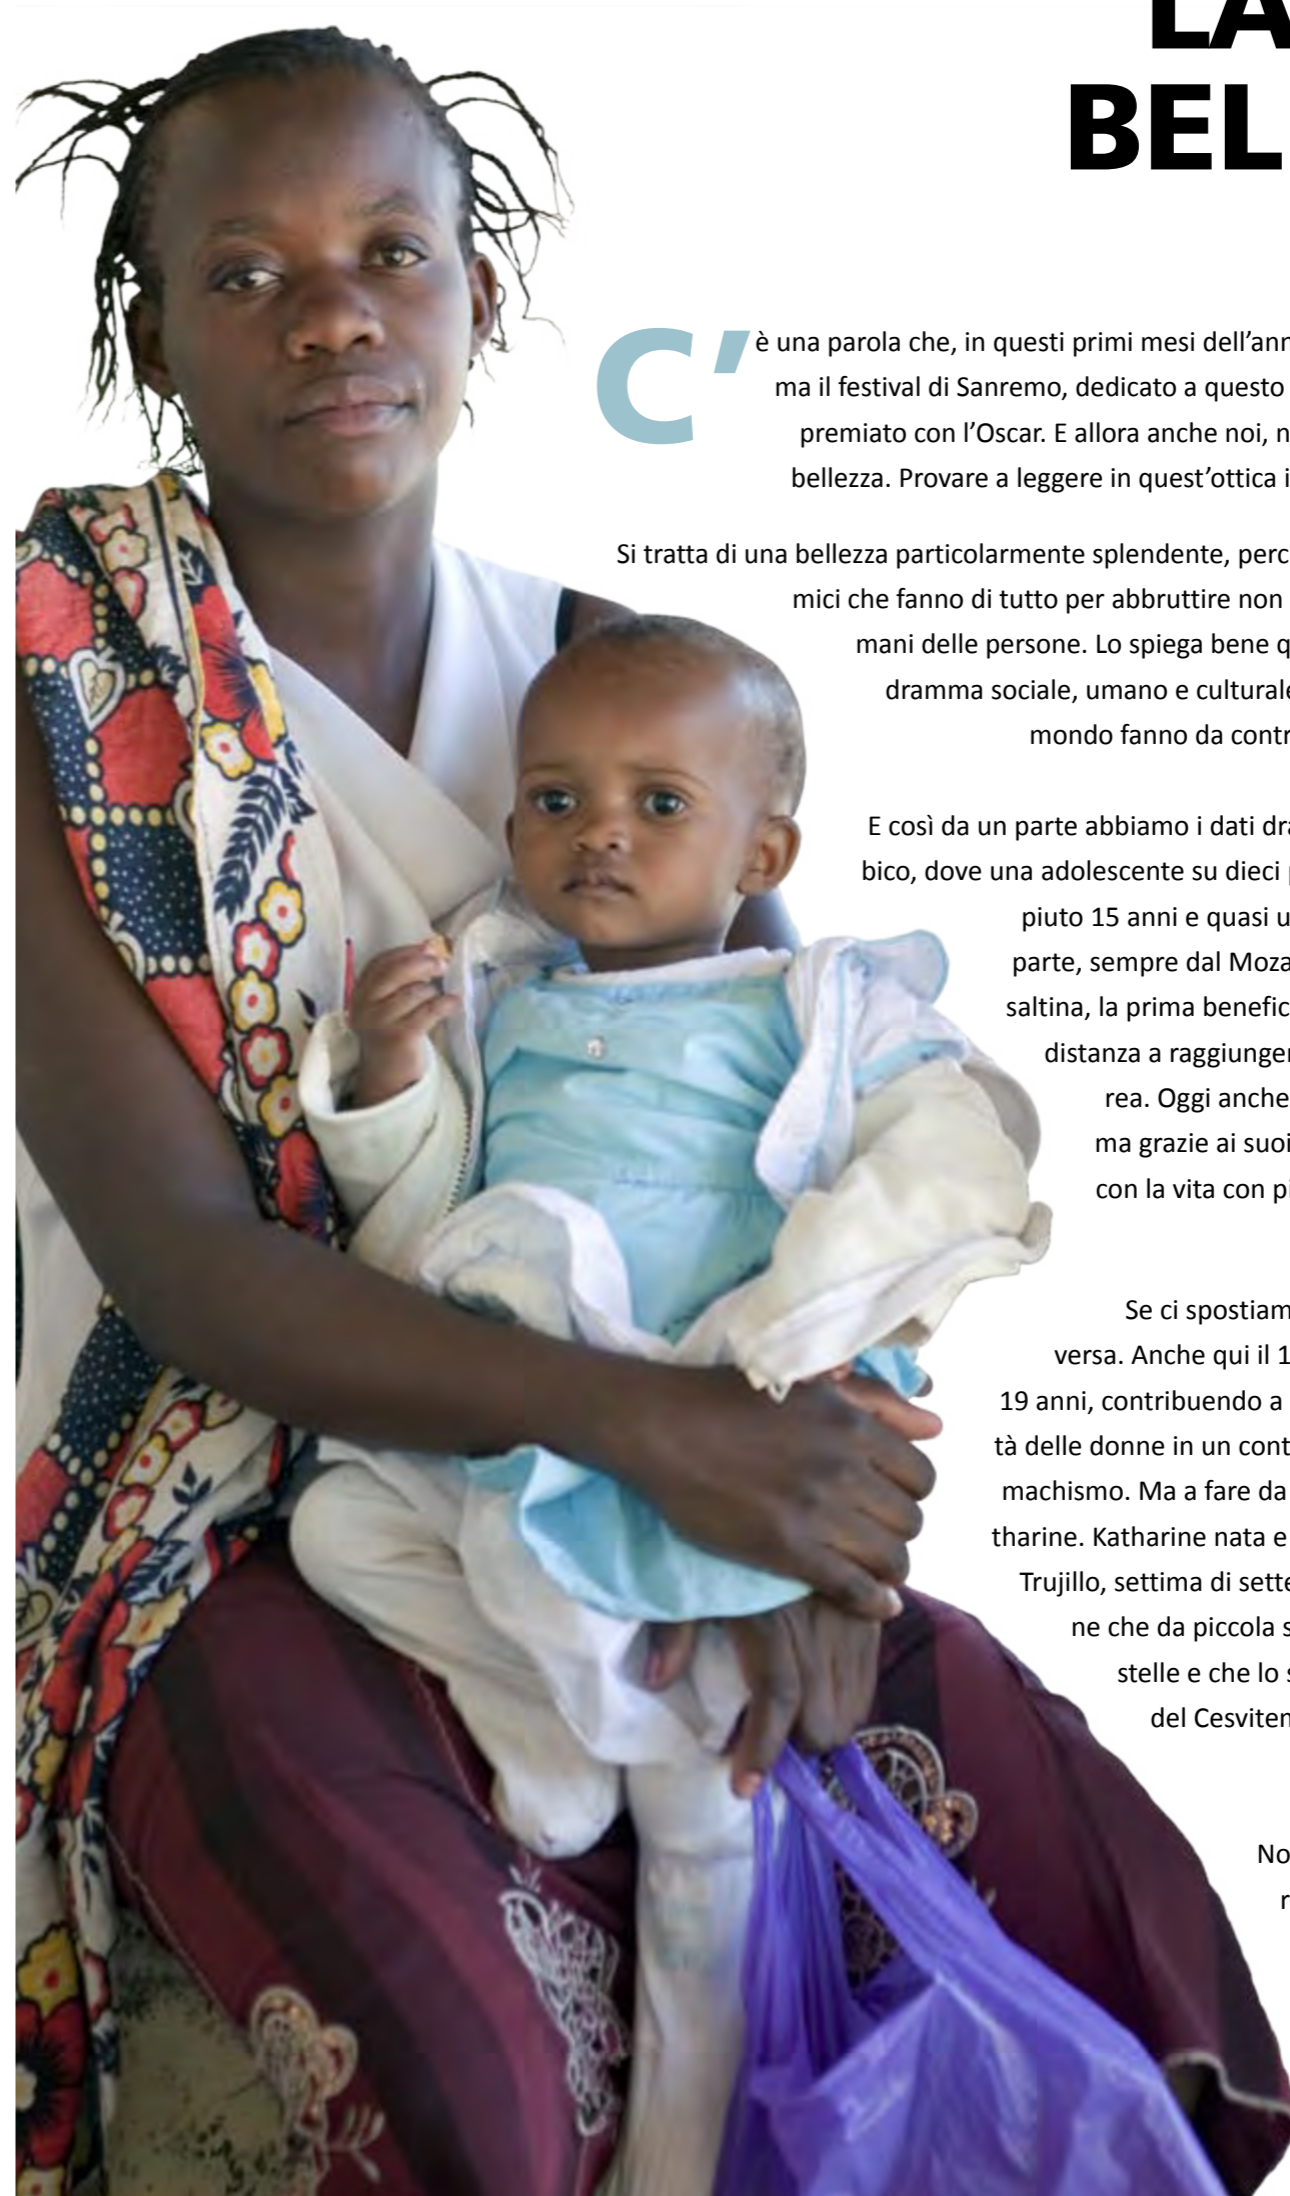 LA
BEL
C’è una parola che, in questi primi mesi dell’ann
ma il festival di Sanremo, dedicato a questo
premiato con l’Oscar. E allora anche noi, n
bellezza. Provare a leggere in quest’ottica i
Si tratta di una bellezza particolarmente splendente, perc
mici che fanno di tutto per abbruttire non
mani delle persone. Lo spiega bene q
dramma sociale, umano e culturale
mondo fanno da contr
E così da un parte abbiamo i dati dra
bico, dove una adolescente su dieci p
piuto 15 anni e quasi u
parte, sempre dal Moza
saltina, la prima benefic
distanza a raggiunger
rea. Oggi anche
ma grazie ai suoi
con la vita con pi
Se ci spostiam
versa. Anche qui il 1
19 anni, contribuendo a
tà delle donne in un cont
machismo. Ma a fare da
tharine. Katharine nata e
Trujillo, settima di sette
ne che da piccola s
stelle e che lo s
del Cesviten
No
r